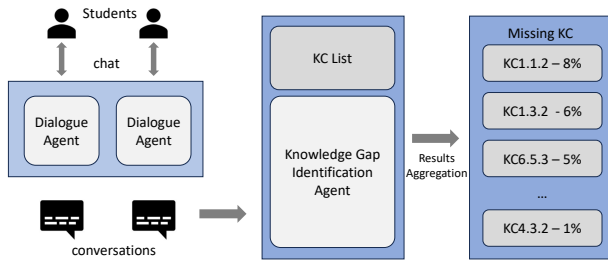 Students
chat
Dialogue
Agent
Dialogue
Agent
conversations
KC List
Knowledge Gap
Identification
Agent
Results
Aggregation
Missing KC
KC1.1.2 – 8%
KC1.3.2 - 6%
KC6.5.3 – 5%
...
KC4.3.2 – 1%